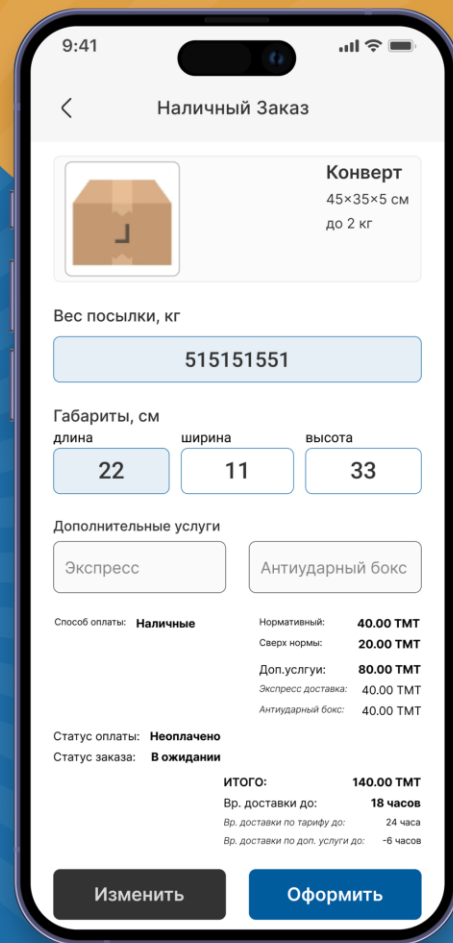 9:41
Наличный Заказ
Конверт
45×35×5 см
до 2 кг
Вес посылки, кг
515151551
Габариты, см
длина ширина высота
22 11 33
Дополнительные услуги
Экспресс Антиударный бокс
Способ оплаты: Наличные Нормативный: 40.00 ТМТ
Сверх нормы: 20.00 ТМТ
Доп.услгуи: 80.00 ТМТ
Экспресс доставка: 40.00 ТМТ
Антиударный бокс: 40.00 ТМТ
Статус оплаты: Неоплачено
Статус заказа: В ожидании
ИТОГО: 140.00 ТМТ
Вр. доставки до: 18 часов
Вр. доставки по тарифу до: 24 часа
Вр. доставки по доп. услуги до: -6 часов
Изменить Оформить